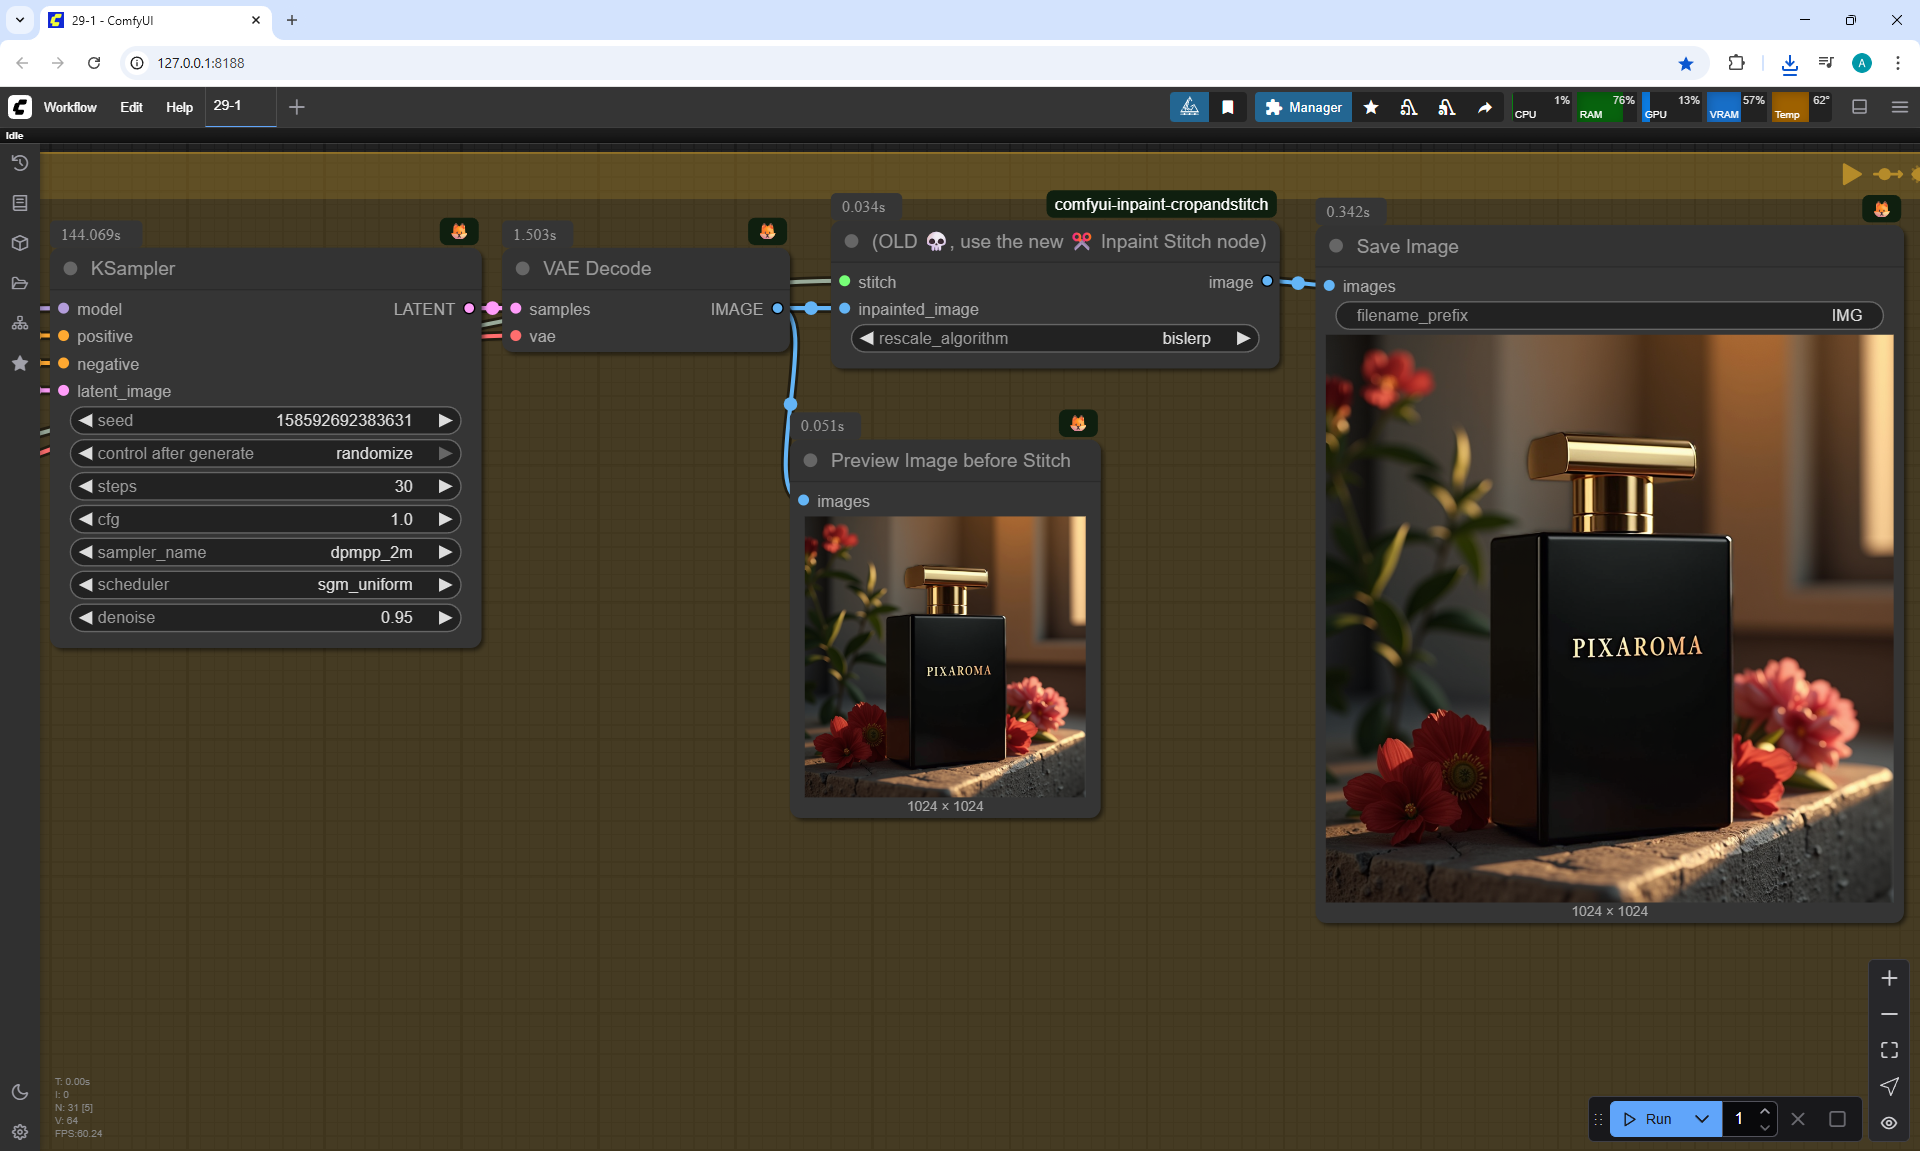 29-1 - ComfyUI
127.0.0.1:8188
Workflow Edit Help 29-1
Manager
CPU 1% RAM 76% GPU 13% VRAM 57% Temp 62°
Idle
144.069s
KSampler
model
LATENT
positive
negative
latent_image
seed 158592692383631
control after generate randomize
steps 30
cfg 1.0
sampler_name dpmpp_2m
scheduler sgm_uniform
denoise 0.95
1.503s
VAE Decode
samples
IMAGE
vae
0.034s
comfyui-inpaint-cropandstitch
(OLD 💀, use the new ✂️ Inpaint Stitch node)
stitch
image
inpainted_image
rescale_algorithm bislerp
0.051s
Preview Image before Stitch
images
PIXAROMA
1024 × 1024
0.342s
Save Image
images
filename_prefix IMG
PIXAROMA
1024 × 1024
T: 0.00s
I: 0
N: 31 [5]
V: 64
FPS:60.24
Run 1
A